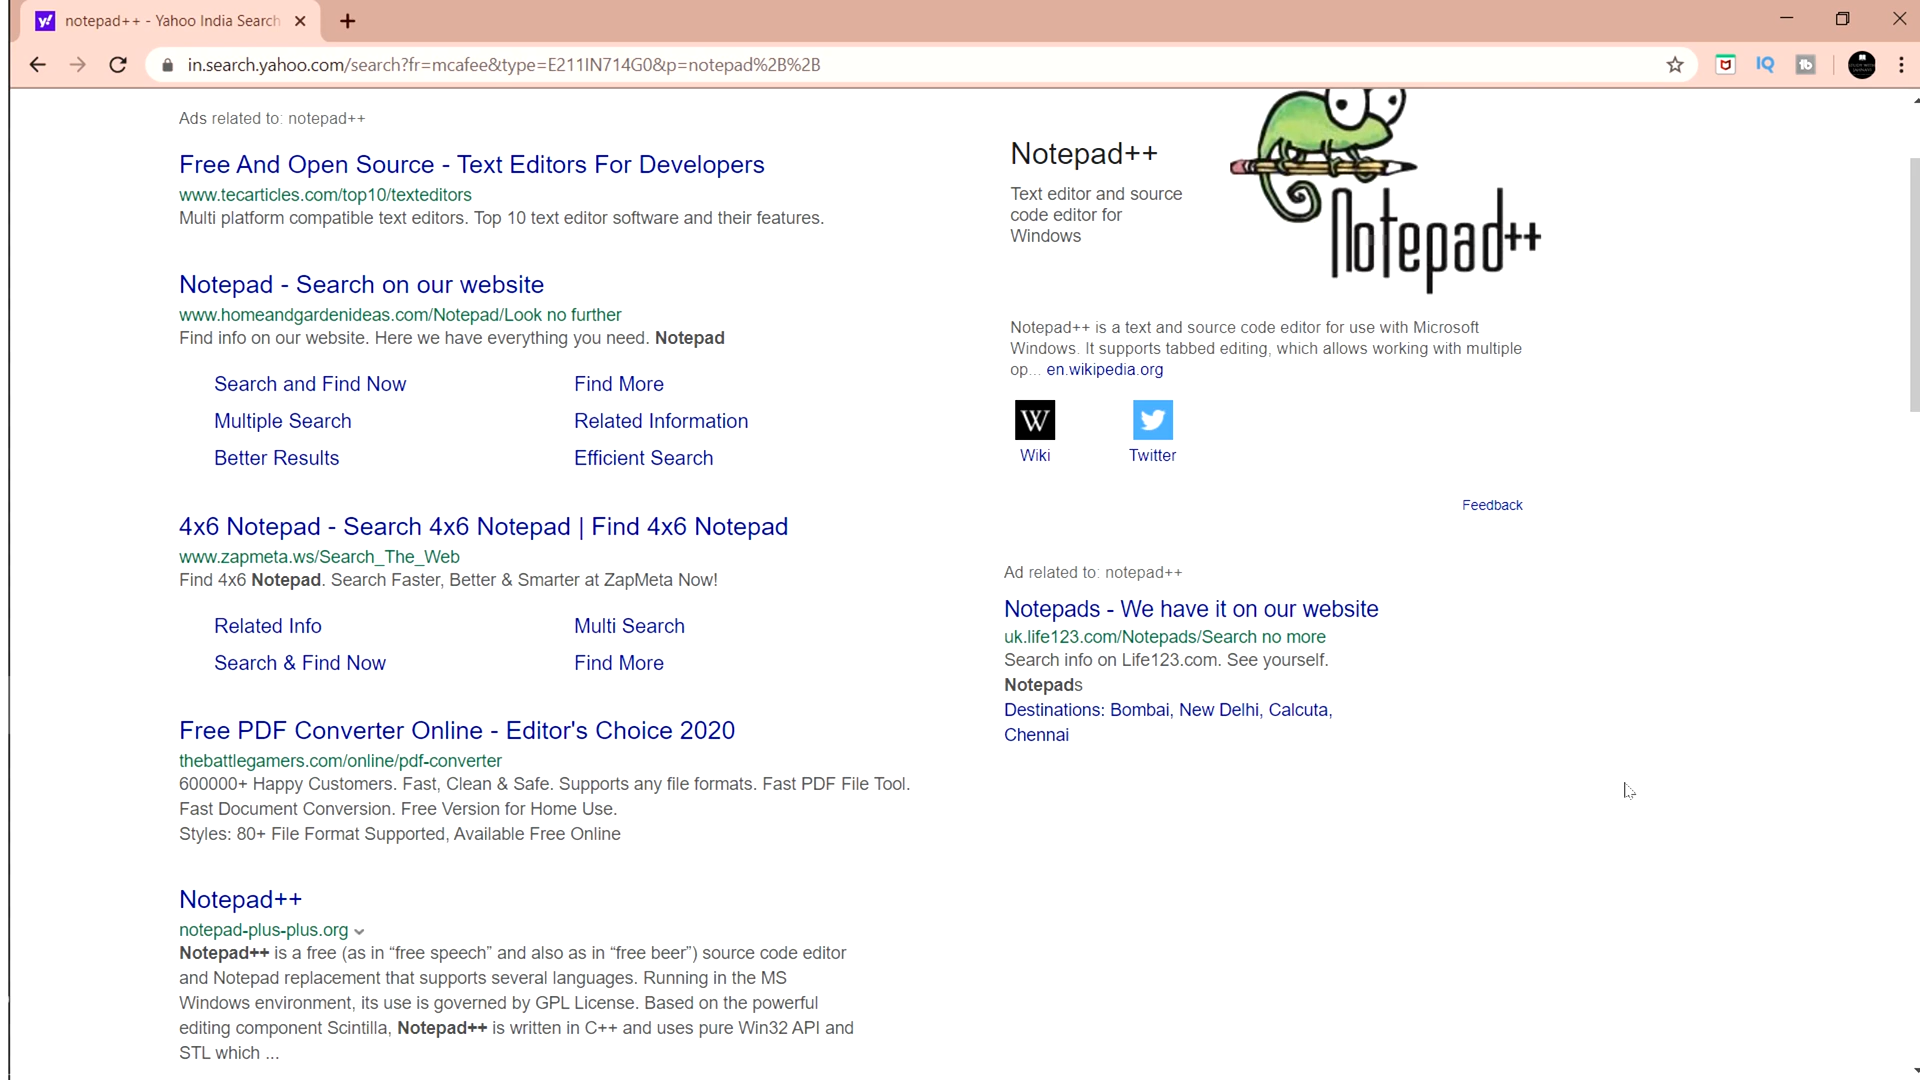 notepad++ - Yahoo India Search
in.search.yahoo.com/search?fr=mcafee&type=E211IN714G0&p=notepad%2B%2B
IQ
tb
Ads related to: notepad++
Free And Open Source - Text Editors For Developers
www.tecarticles.com/top10/texteditors
Multi platform compatible text editors. Top 10 text editor software and their features.
Notepad - Search on our website
www.homeandgardenideas.com/Notepad/Look no further
Find info on our website. Here we have everything you need. Notepad
Search and Find Now
Find More
Multiple Search
Related Information
Better Results
Efficient Search
4x6 Notepad - Search 4x6 Notepad | Find 4x6 Notepad
www.zapmeta.ws/Search_The_Web
Find 4x6 Notepad. Search Faster, Better & Smarter at ZapMeta Now!
Related Info
Multi Search
Search & Find Now
Find More
Free PDF Converter Online - Editor's Choice 2020
thebattlegamers.com/online/pdf-converter
600000+ Happy Customers. Fast, Clean & Safe. Supports any file formats. Fast PDF File Tool.
Fast Document Conversion. Free Version for Home Use.
Styles: 80+ File Format Supported, Available Free Online
Notepad++
notepad-plus-plus.org
Notepad++ is a free (as in “free speech” and also as in “free beer”) source code editor
and Notepad replacement that supports several languages. Running in the MS
Windows environment, its use is governed by GPL License. Based on the powerful
editing component Scintilla, Notepad++ is written in C++ and uses pure Win32 API and
STL which ...
Notepad++
Text editor and source
code editor for
Windows
Notepad++
Notepad++ is a text and source code editor for use with Microsoft
Windows. It supports tabbed editing, which allows working with multiple
op... en.wikipedia.org
W
Wiki
Twitter
Feedback
Ad related to: notepad++
Notepads - We have it on our website
uk.life123.com/Notepads/Search no more
Search info on Life123.com. See yourself.
Notepads
Destinations: Bombai, New Delhi, Calcuta,
Chennai